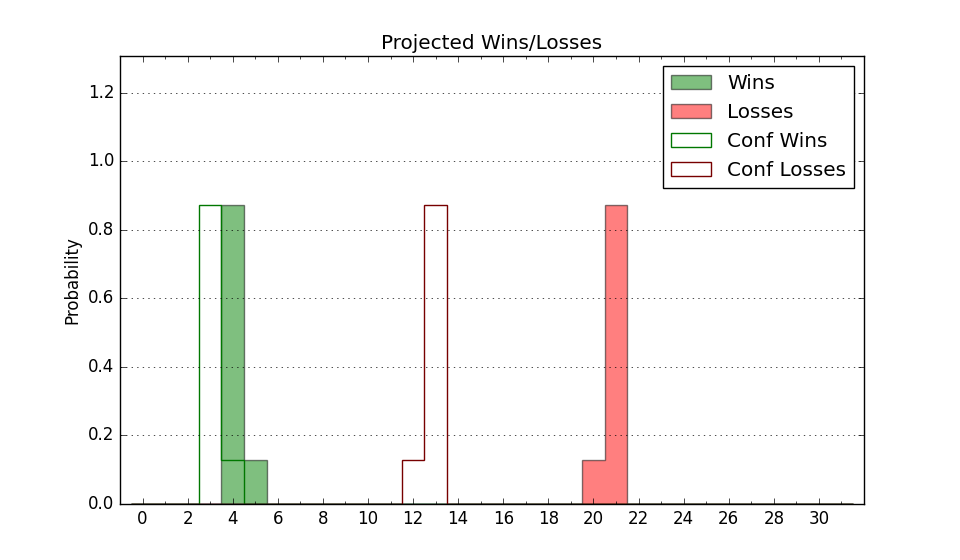 Projected Wins/Losses
Wins
Losses
Conf Wins
Conf Losses
Probability
1.2
1.0
0.8
0.6
0.4
0.2
0.0
0 2 4 6 8 10 12 14 16 18 20 22 24 26 28 30